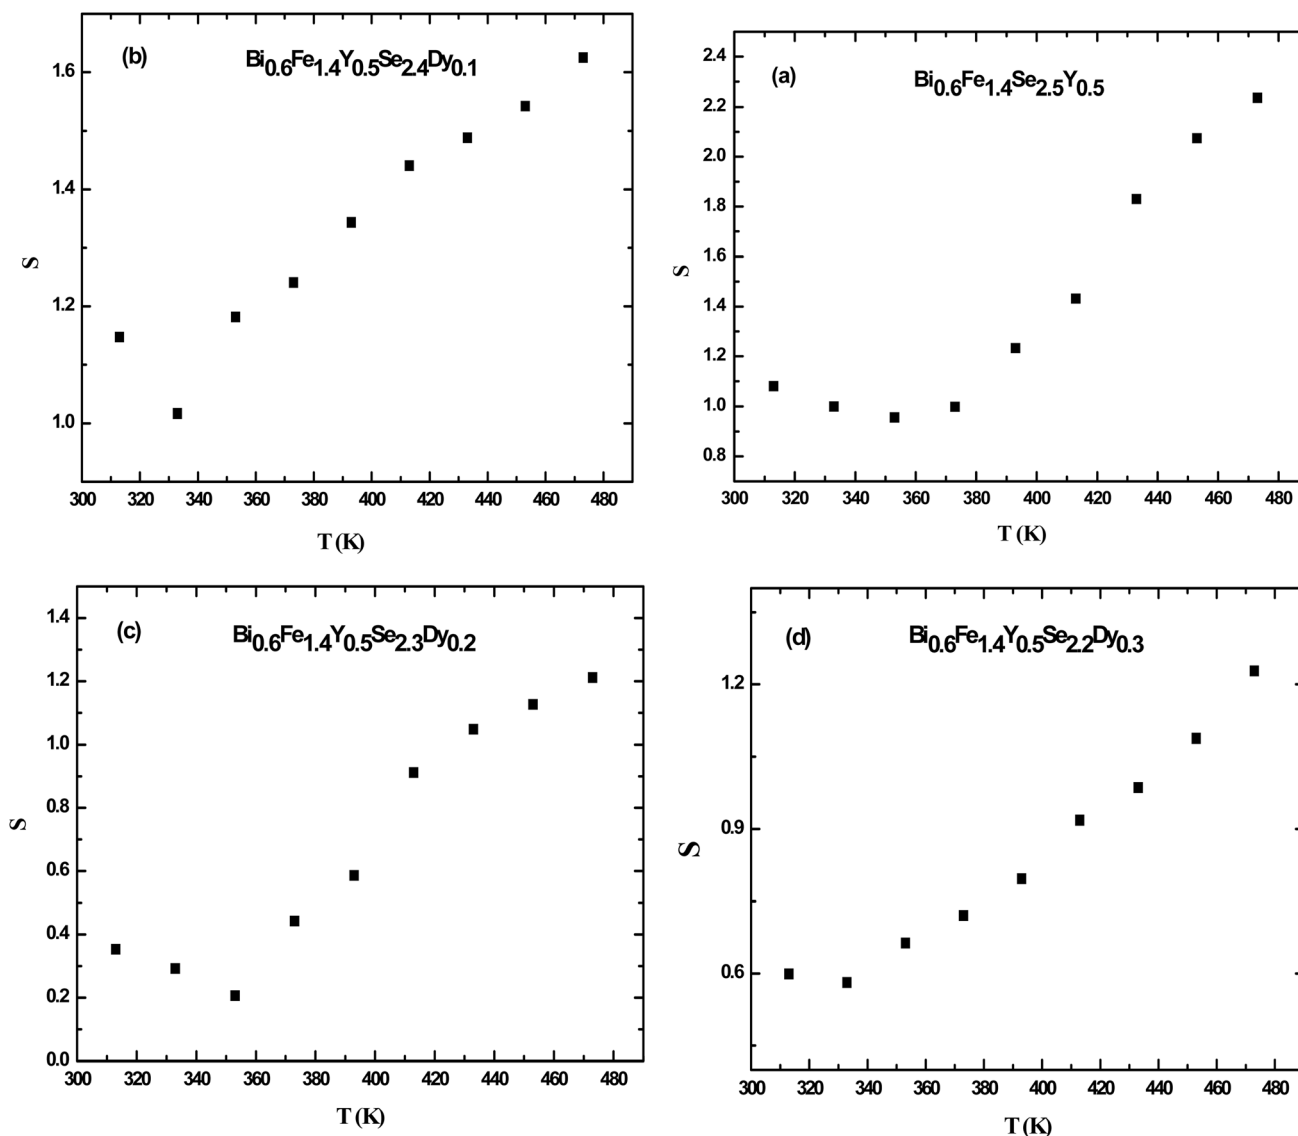 (b) Bi0.6Fe1.4Y0.5Se2.4Dy0.1
1.6
1.4
1.2
1.0
S
300 320 340 360 380 400 420 440 460 480
T (K)
(a) Bi0.6Fe1.4Se2.5Y0.5
2.4
2.2
2.0
1.8
1.6
1.4
1.2
1.0
0.8
S
300 320 340 360 380 400 420 440 460 480
T (K)
(c) Bi0.6Fe1.4Y0.5Se2.3Dy0.2
1.4
1.2
1.0
0.8
0.6
0.4
0.2
0.0
S
300 320 340 360 380 400 420 440 460 480
T (K)
(d) Bi0.6Fe1.4Y0.5Se2.2Dy0.3
1.2
0.9
0.6
S
300 320 340 360 380 400 420 440 460 480
T (K)